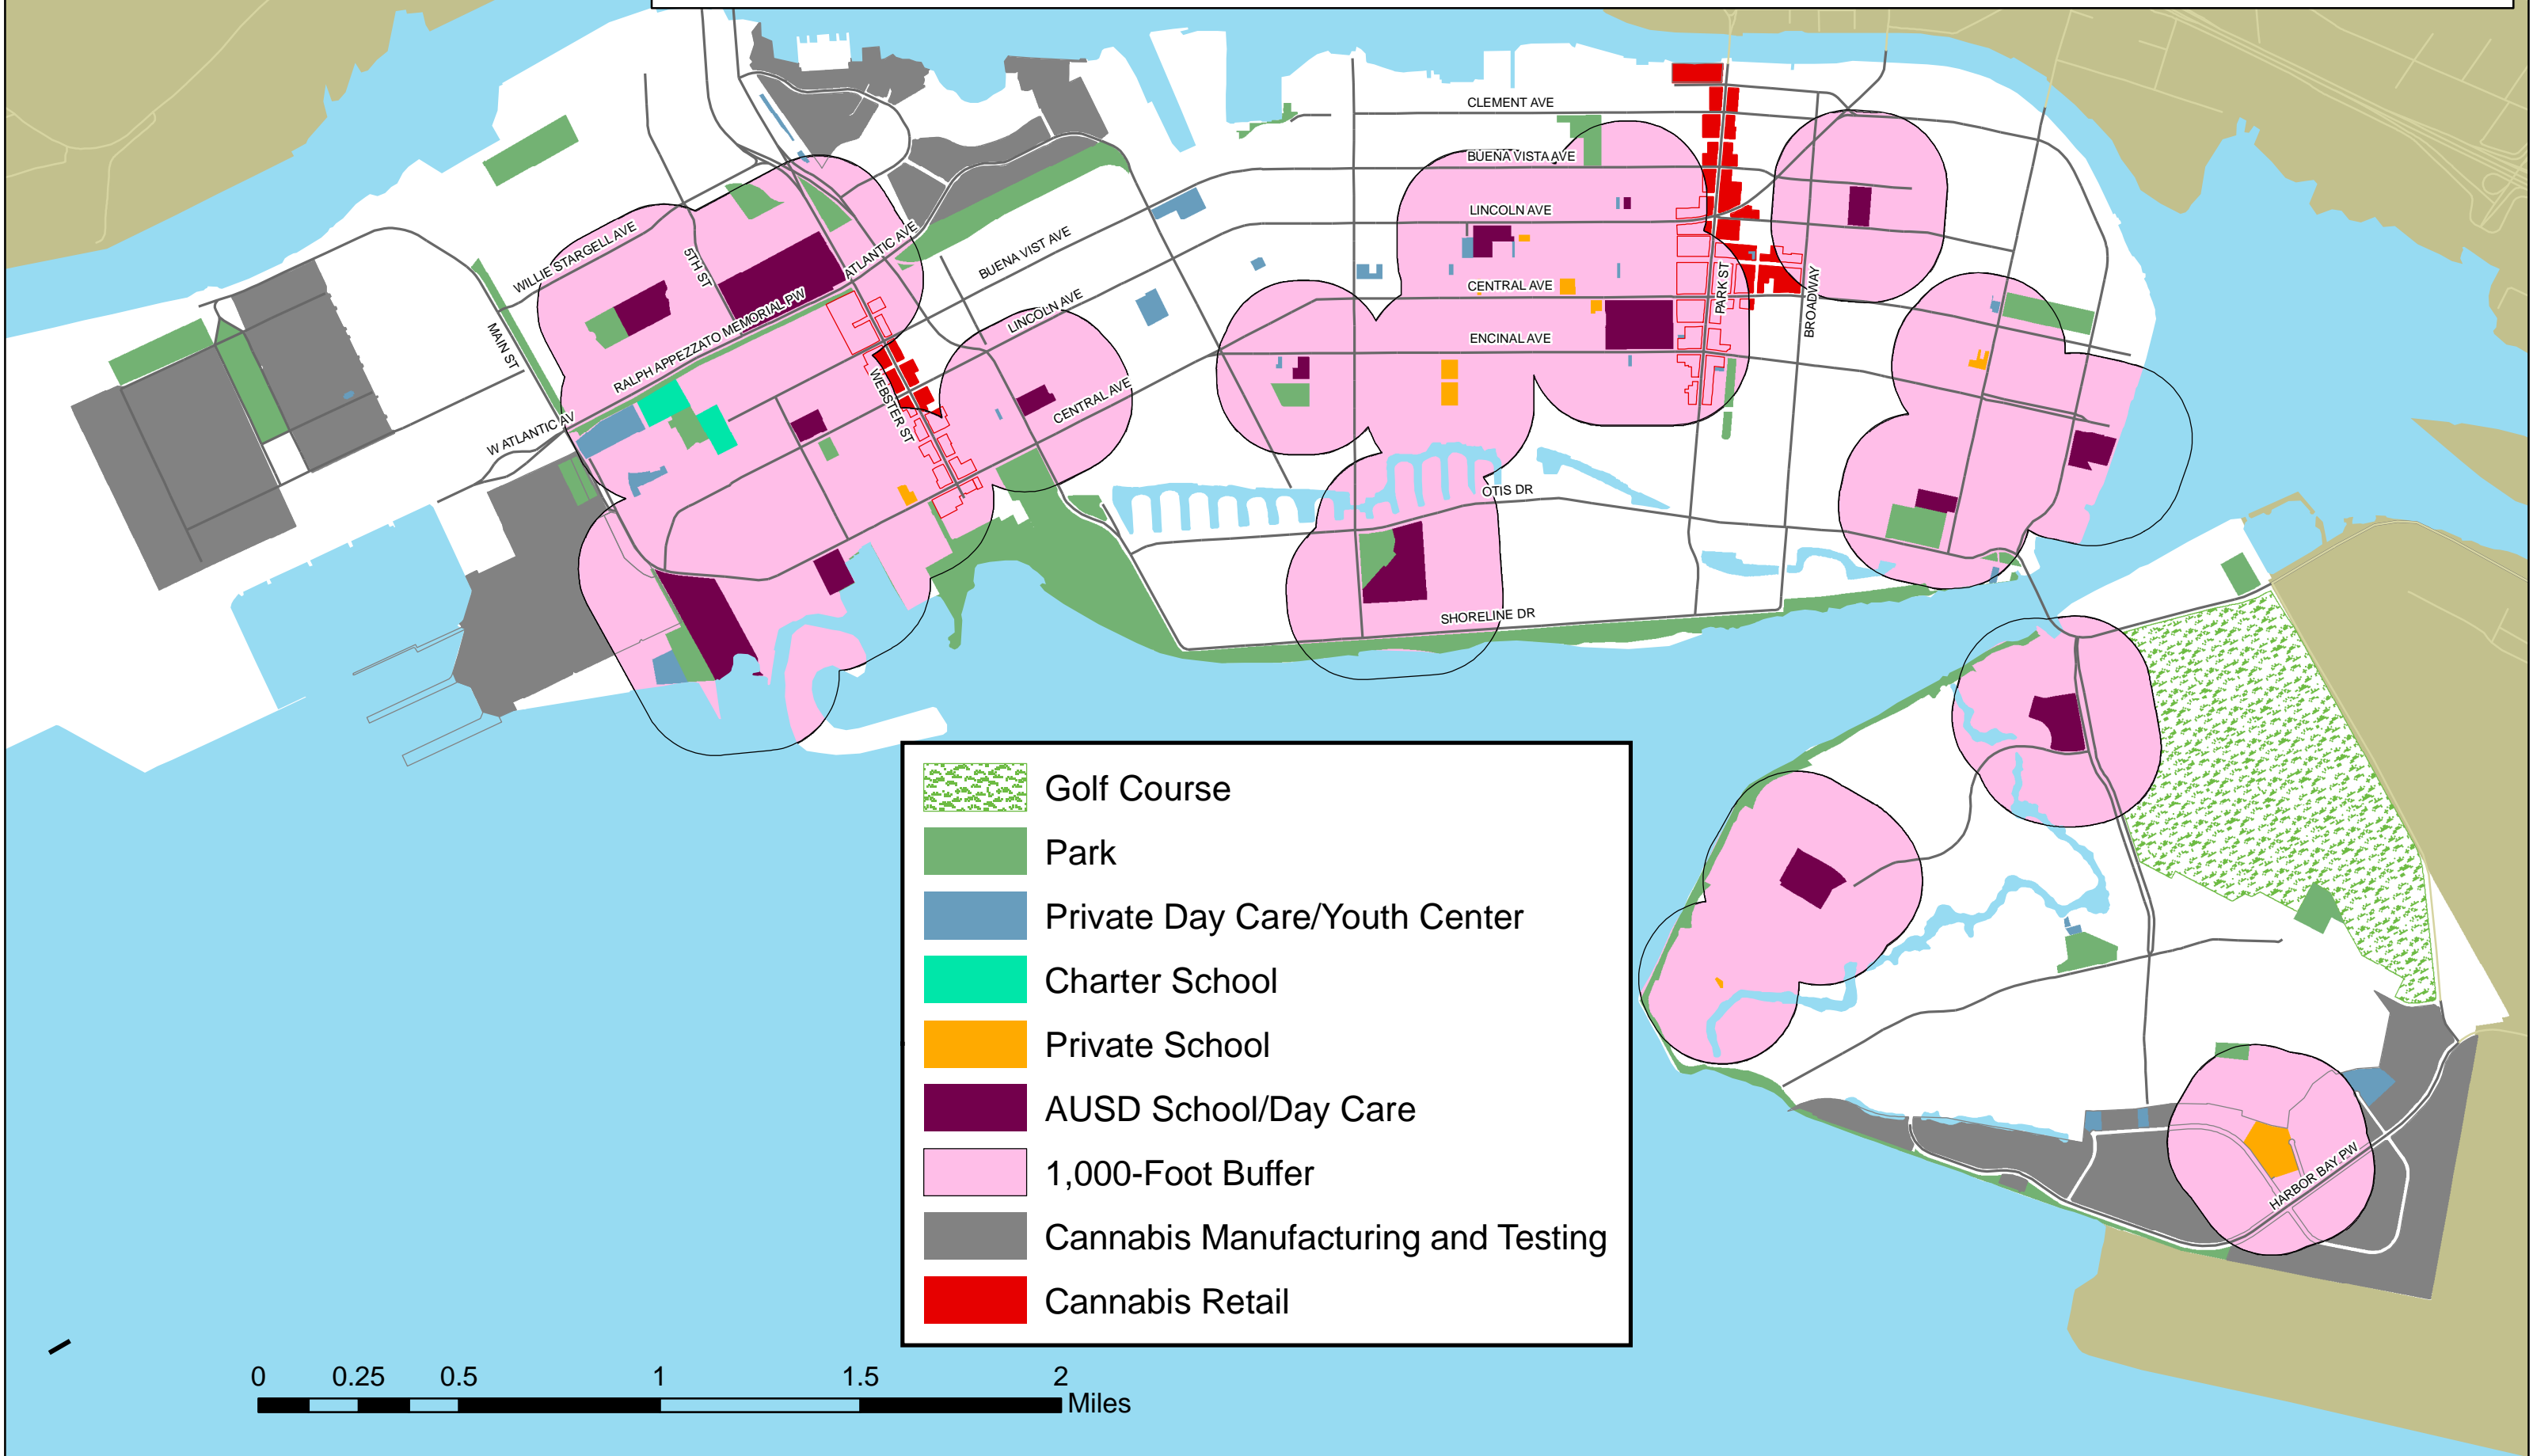 CLEMENT AVE
BUENA VISTA AVE
LINCOLN AVE
CENTRAL AVE
ENCINAL AVE
PARK ST
BROADWAY
WILLIE STARGELL AVE
5TH ST
ATLANTIC AVE
BUENA VIST AVE
LINCOLN AVE
RALPH APPEZZATO MEMORIAL PW
MAIN ST
WEBSTER ST
CENTRAL AVE
W ATLANTIC AV
OTIS DR
SHORELINE DR
HARBOR BAY PW
Golf Course
Park
Private Day Care/Youth Center
Charter School
Private School
AUSD School/Day Care
1,000-Foot Buffer
Cannabis Manufacturing and Testing
Cannabis Retail
0 0.25 0.5 1 1.5 2
Miles